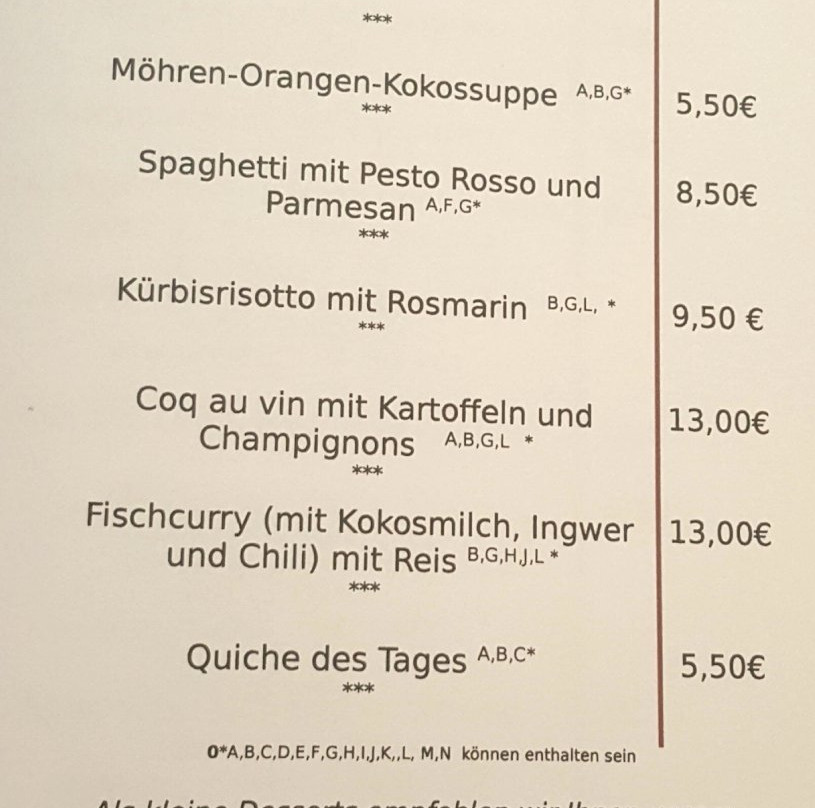 ***
Möhren-Orangen-Kokossuppe A,B,G* 5,50€
***
Spaghetti mit Pesto Rosso und 8,50€
Parmesan A,F,G*
***
Kürbisrisotto mit Rosmarin B,G,L, * 9,50 €
***
Coq au vin mit Kartoffeln und 13,00€
Champignons A,B,G,L *
***
Fischcurry (mit Kokosmilch, Ingwer 13,00€
und Chili) mit Reis B,G,H,J,L *
***
Quiche des Tages A,B,C* 5,50€
***
0*A,B,C,D,E,F,G,H,I,J,K,,L, M,N können enthalten sein